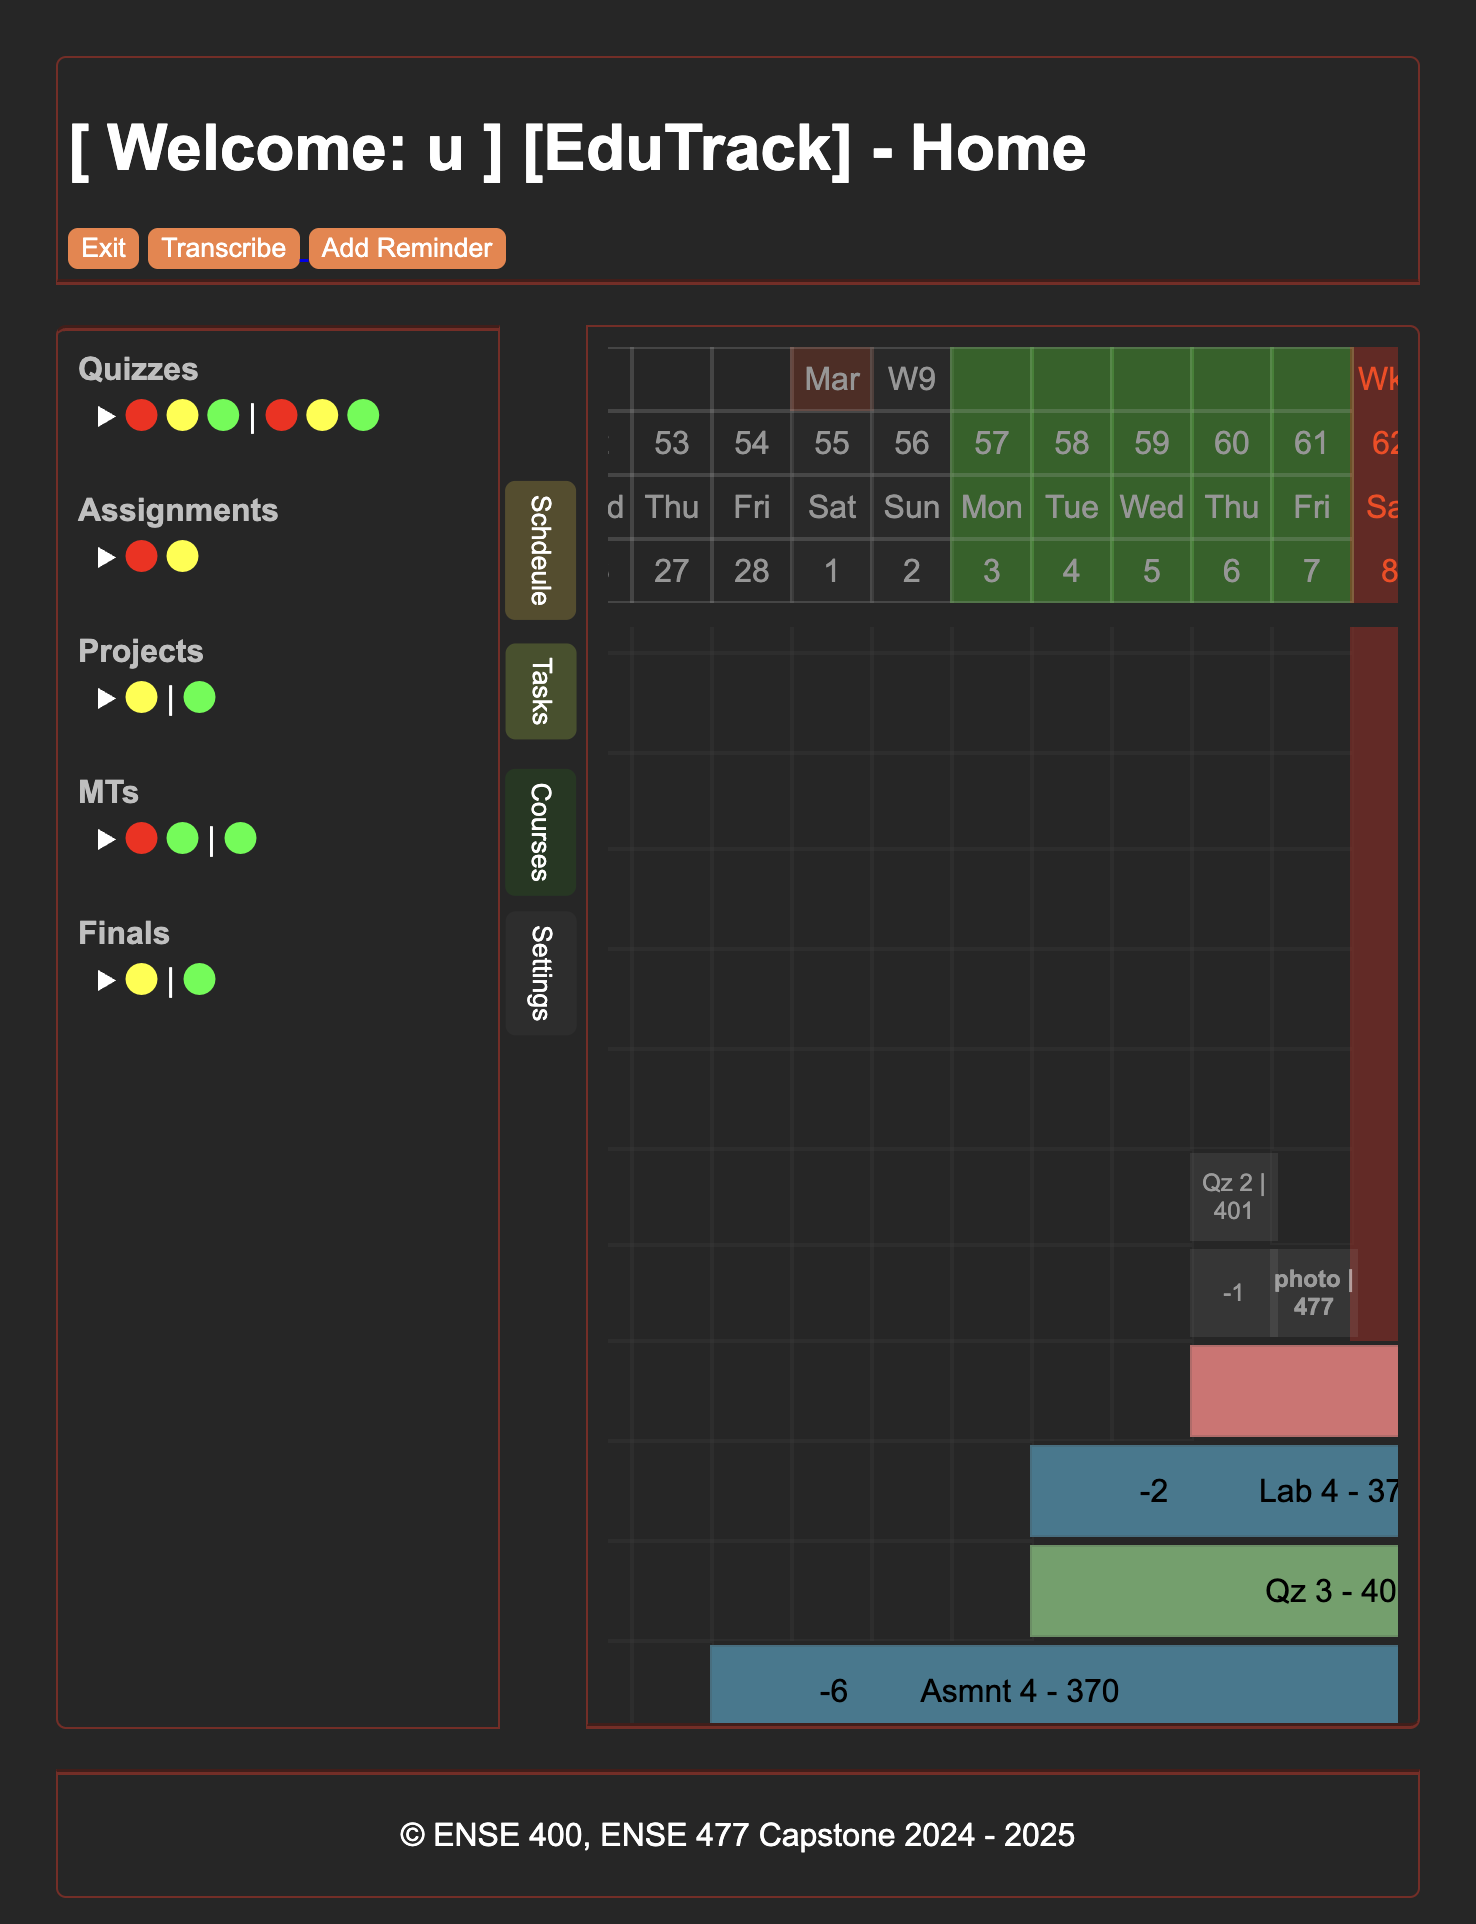 [ Welcome: u ] [EduTrack] - Home
Exit Transcribe Add Reminder
Quizzes
|
Assignments
Projects
|
MTs
|
Finals
|
Schdeule
Tasks
Courses
Settings
Mar W9
53 54 55 56 57 58 59 60 61 62
d Thu Fri Sat Sun Mon Tue Wed Thu Fri Sa
27 28 1 2 3 4 5 6 7 8
Qz 2 |
401
-1 photo |
477
-2 Lab 4 - 37
Qz 3 - 40
-6 Asmnt 4 - 370
© ENSE 400, ENSE 477 Capstone 2024 - 2025